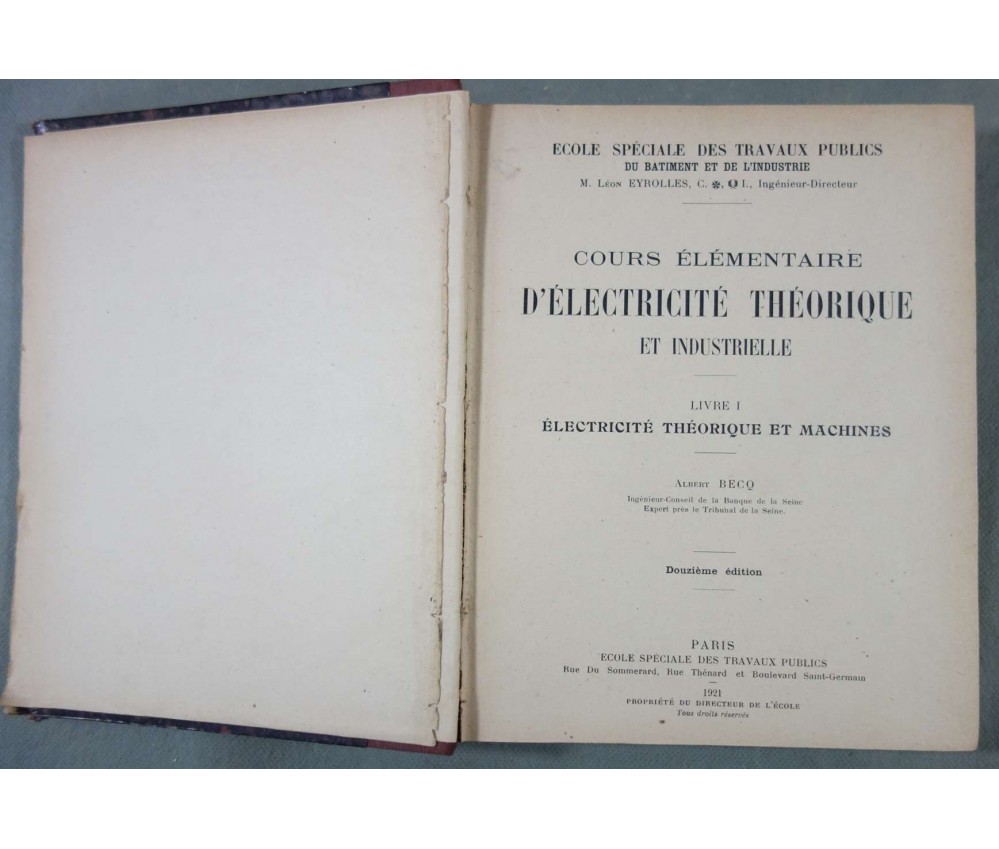 ECOLE SPÉCIALE DES TRAVAUX PUBLICS
DU BATIMENT ET DE L'INDUSTRIE
M. Léon EYROLLES, C. ✽, I., Ingénieur-Directeur
COURS ÉLÉMENTAIRE
D'ÉLECTRICITÉ THÉORIQUE
ET INDUSTRIELLE
LIVRE I
ÉLECTRICITÉ THÉORIQUE ET MACHINES
Albert BECQ
Ingénieur-Conseil de la Banque de la Seine
Expert près le Tribunal de la Seine.
Douzième édition
PARIS
ECOLE SPÉCIALE DES TRAVAUX PUBLICS
Rue Du Sommerard, Rue Thénard et Boulevard Saint-Germain
1921
PROPRIÉTÉ DU DIRECTEUR DE L'ÉCOLE
Tous droits réservés